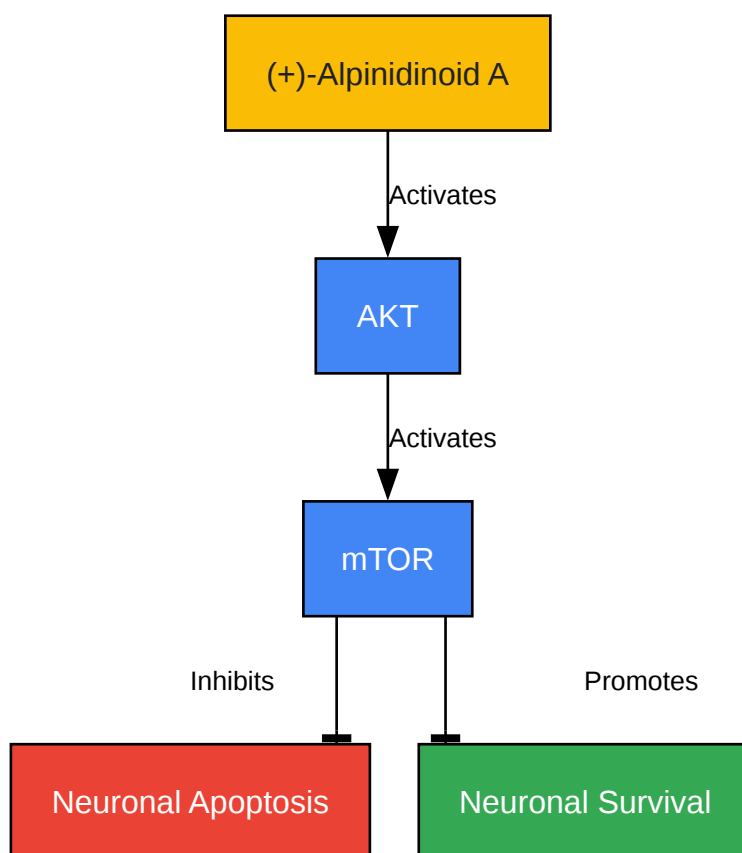 (+)-Alpinidinoid A
Activates
AKT
Activates
mTOR
Inhibits
Promotes
Neuronal Apoptosis
Neuronal Survival